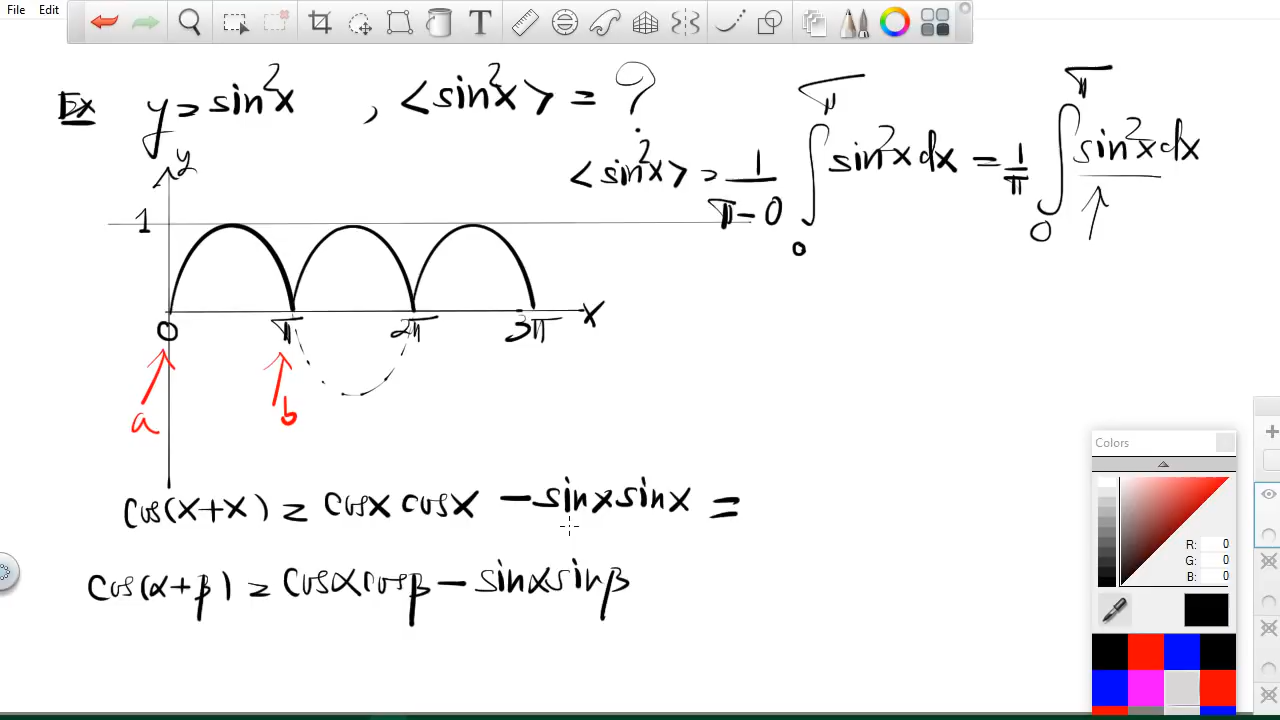 File Edit
Ex y = sin²x , <sin²x> = ?
<sin²x> = 1/(π-0) ∫₀^π sin²x dx = 1/π ∫₀^π sin²x dx
y
1
0 π 2π 3π x
a b
cos(x+x) = cosx cosx - sinx sinx =
cos(α+β) = cosα cosβ - sinα sinβ
Colors
R: 0
G: 0
B: 0